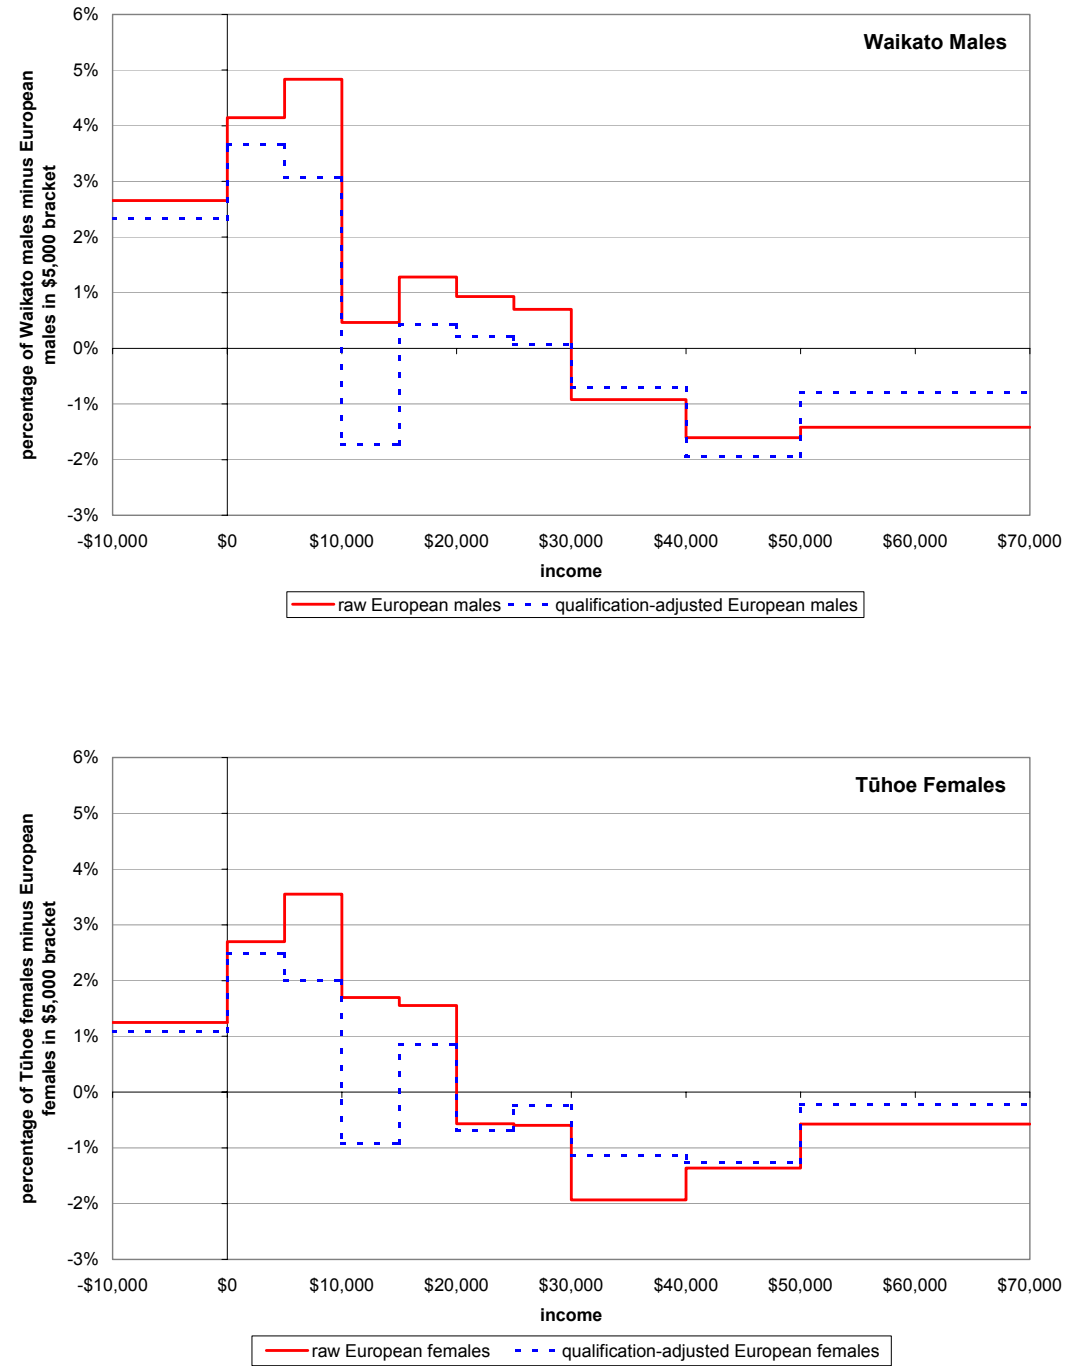 Waikato Males
percentage of Waikato males minus European
males in $5,000 bracket
6%
5%
4%
3%
2%
1%
0%
-1%
-2%
-3%
-$10,000 $0 $10,000 $20,000 $30,000 $40,000 $50,000 $60,000 $70,000
income
raw European males qualification-adjusted European males
Tūhoe Females
percentage of Tūhoe females minus European
females in $5,000 bracket
6%
5%
4%
3%
2%
1%
0%
-1%
-2%
-3%
-$10,000 $0 $10,000 $20,000 $30,000 $40,000 $50,000 $60,000 $70,000
income
raw European females qualification-adjusted European females